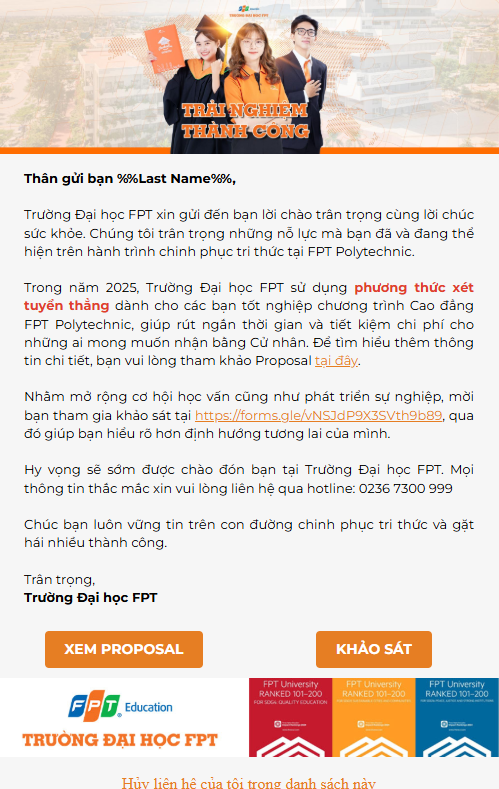 FPT Education
TRƯỜNG ĐẠI HỌC FPT
TRẢI NGHIỆM
THÀNH CÔNG
Thân gửi bạn %%Last Name%%,
Trường Đại học FPT xin gửi đến bạn lời chào trân trọng cùng lời chúc
sức khỏe. Chúng tôi trân trọng những nỗ lực mà bạn đã và đang thể
hiện trên hành trình chinh phục tri thức tại FPT Polytechnic.
Trong năm 2025, Trường Đại học FPT sử dụng phương thức xét
tuyển thẳng dành cho các bạn tốt nghiệp chương trình Cao đẳng
FPT Polytechnic, giúp rút ngắn thời gian và tiết kiệm chi phí cho
những ai mong muốn nhận bằng Cử nhân. Để tìm hiểu thêm thông
tin chi tiết, bạn vui lòng tham khảo Proposal tại đây.
Nhằm mở rộng cơ hội học vấn cũng như phát triển sự nghiệp, mời
bạn tham gia khảo sát tại https://forms.gle/vNSJdP9X3SVth9b89, qua
đó giúp bạn hiểu rõ hơn định hướng tương lai của mình.
Hy vọng sẽ sớm được chào đón bạn tại Trường Đại học FPT. Mọi
thông tin thắc mắc xin vui lòng liên hệ qua hotline: 0236 7300 999
Chúc bạn luôn vững tin trên con đường chinh phục tri thức và gặt
hái nhiều thành công.
Trân trọng,
Trường Đại học FPT
XEM PROPOSAL
KHẢO SÁT
FPT Education
TRƯỜNG ĐẠI HỌC FPT
FPT University
RANKED 101-200
FOR SDG4: QUALITY EDUCATION
FPT University
RANKED 101-200
FPT University
RANKED 101-200
Hủy liên hệ của tôi trong danh sách này